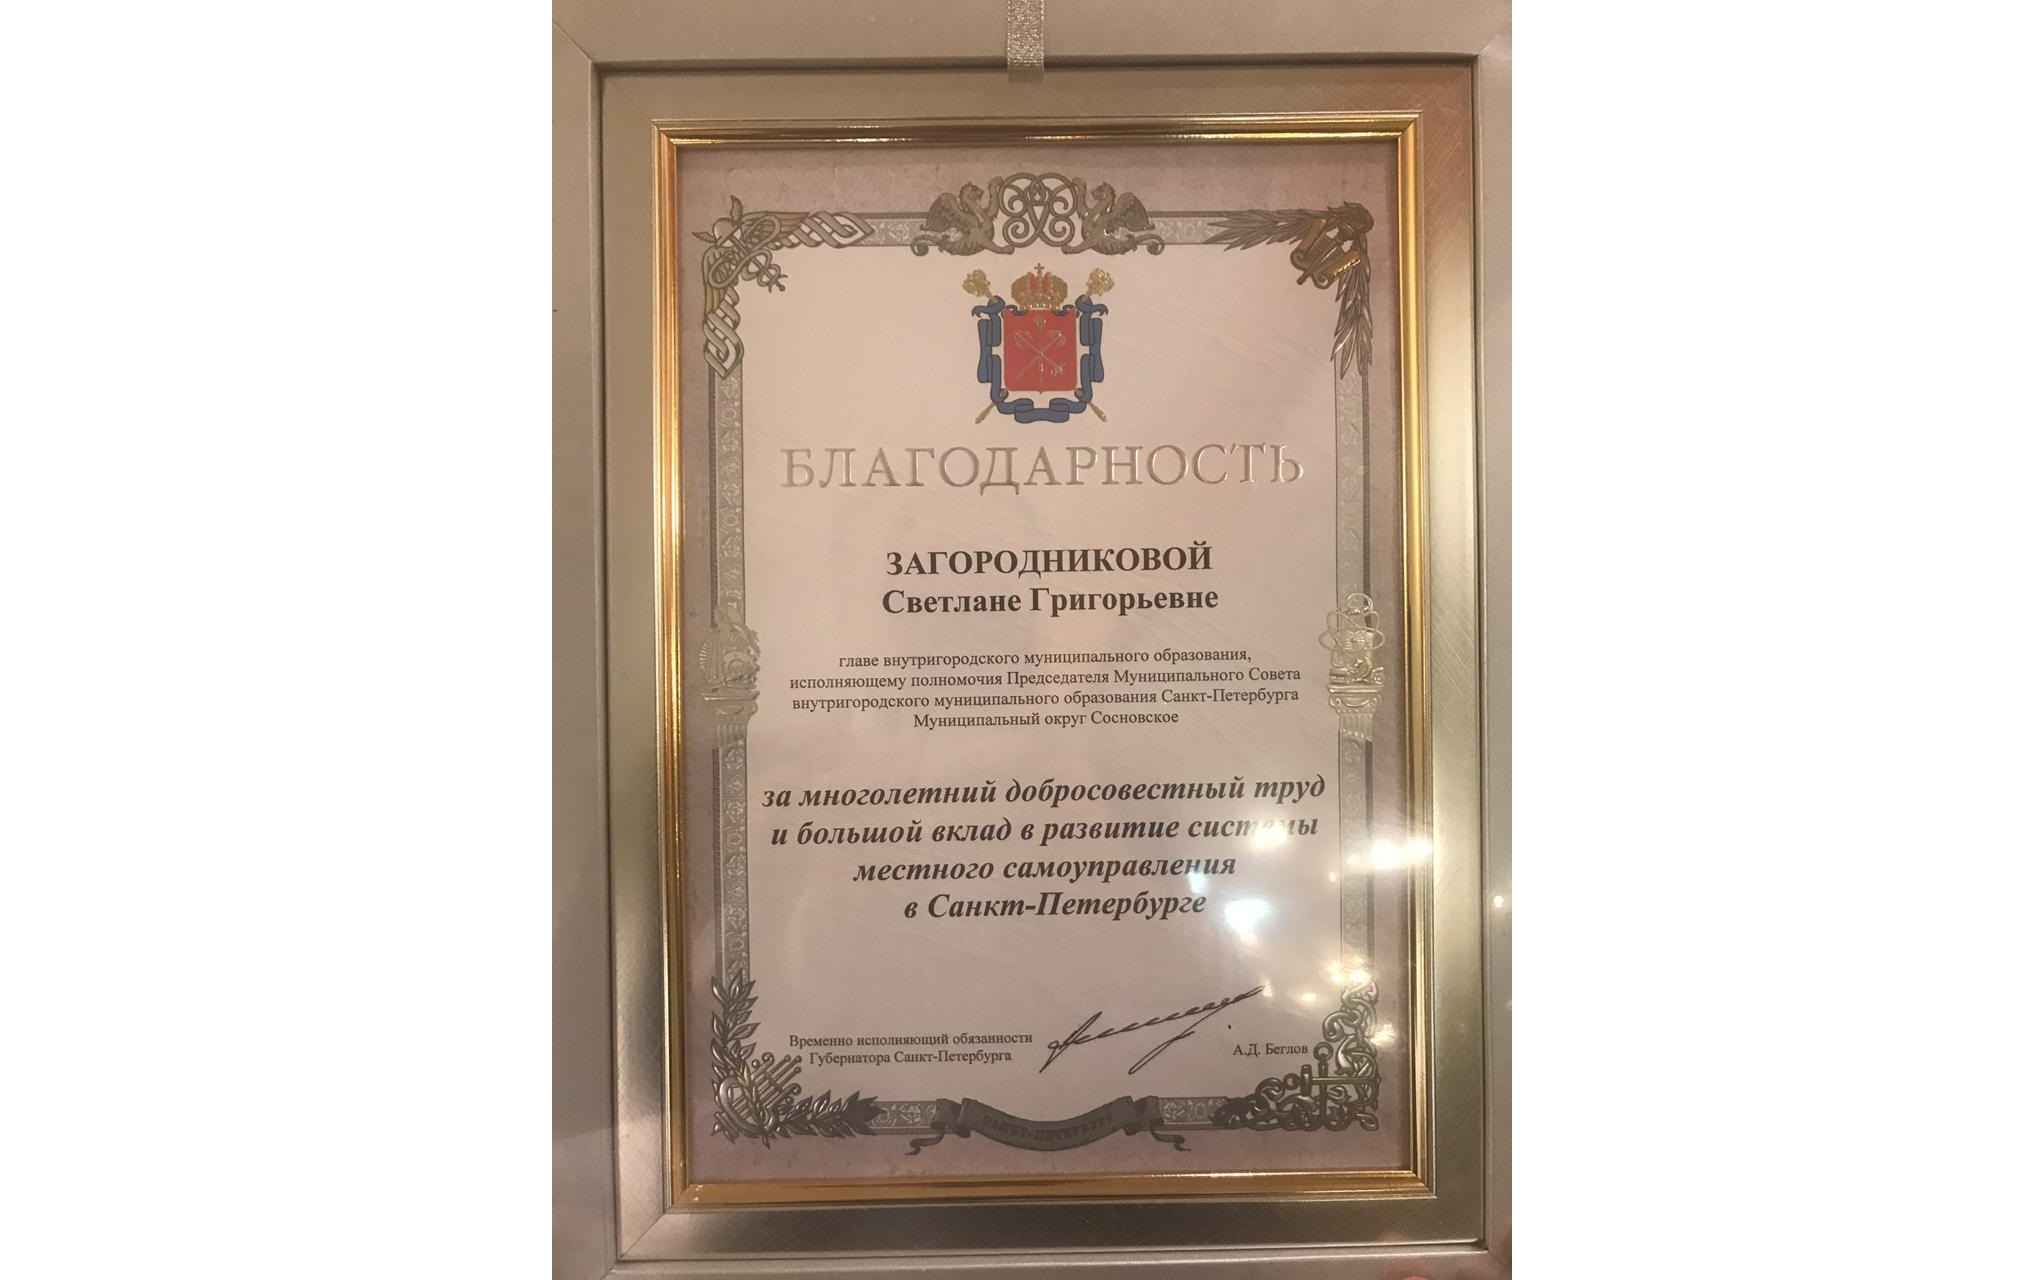 БЛАГОДАРНОСТЬ
ЗАГОРОДНИКОВОЙ
Светлане Григорьевне
главе внутригородского муниципального образования,
исполняющему полномочия Председателя Муниципального Совета
внутригородского муниципального образования Санкт-Петербурга
Муниципальный округ Сосновское
за многолетний добросовестный труд
и большой вклад в развитие системы
местного самоуправления
в Санкт-Петербурге
Временно исполняющий обязанности
Губернатора Санкт-Петербурга
А.Д. Беглов
САНКТ-ПЕТЕРБУРГ